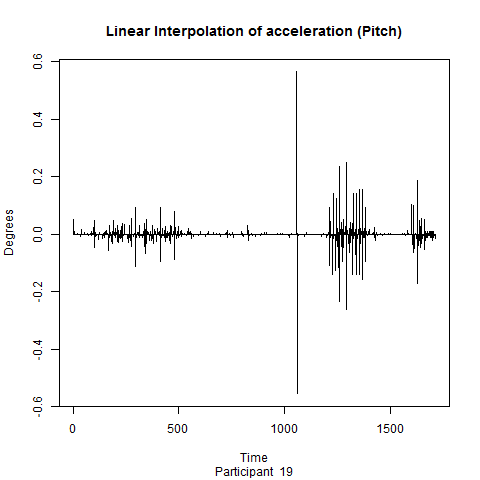 Linear Interpolation of acceleration (Pitch)
0.6
0.4
0.2
0.0
-0.2
-0.4
-0.6
Degrees
0 500 1000 1500
Time
Participant 19